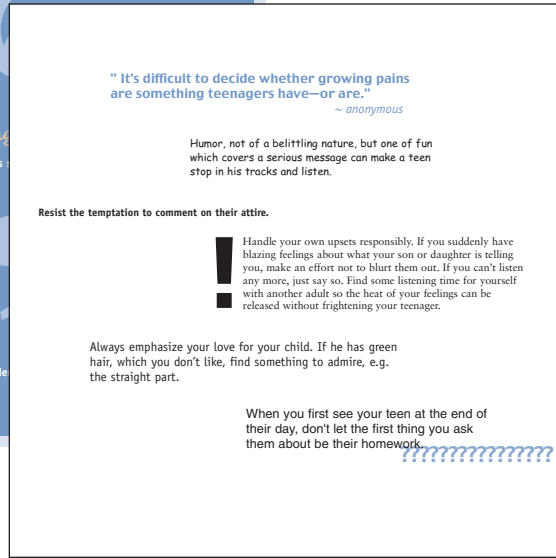 " It's difficult to decide whether growing pains
are something teenagers have—or are."
~ anonymous
Humor, not of a belittling nature, but one of fun
which covers a serious message can make a teen
stop in his tracks and listen.
Resist the temptation to comment on their attire.
!
Handle your own upsets responsibly. If you suddenly have
blazing feelings about what your son or daughter is telling
you, make an effort not to blurt them out. If you can't listen
any more, just say so. Find some listening time for yourself
with another adult so the heat of your feelings can be
released without frightening your teenager.
Always emphasize your love for your child. If he has green
hair, which you don't like, find something to admire, e.g.
the straight part.
When you first see your teen at the end of
their day, don't let the first thing you ask
them about be their homework.
????????????????